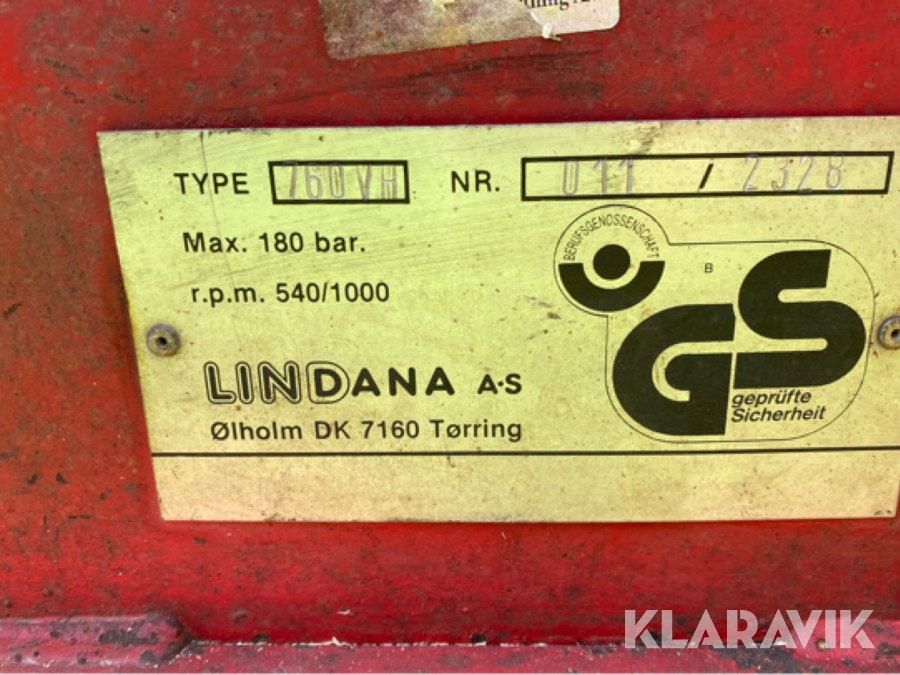 TYPE 760VH NR. 011 / 2328
Max. 180 bar.
r.p.m. 540/1000
BERUFSGENOSSENSCHAFT
B
GS
geprüfte
Sicherheit
LINDANA A·S
Ølholm DK 7160 Tørring
KLARAVIK